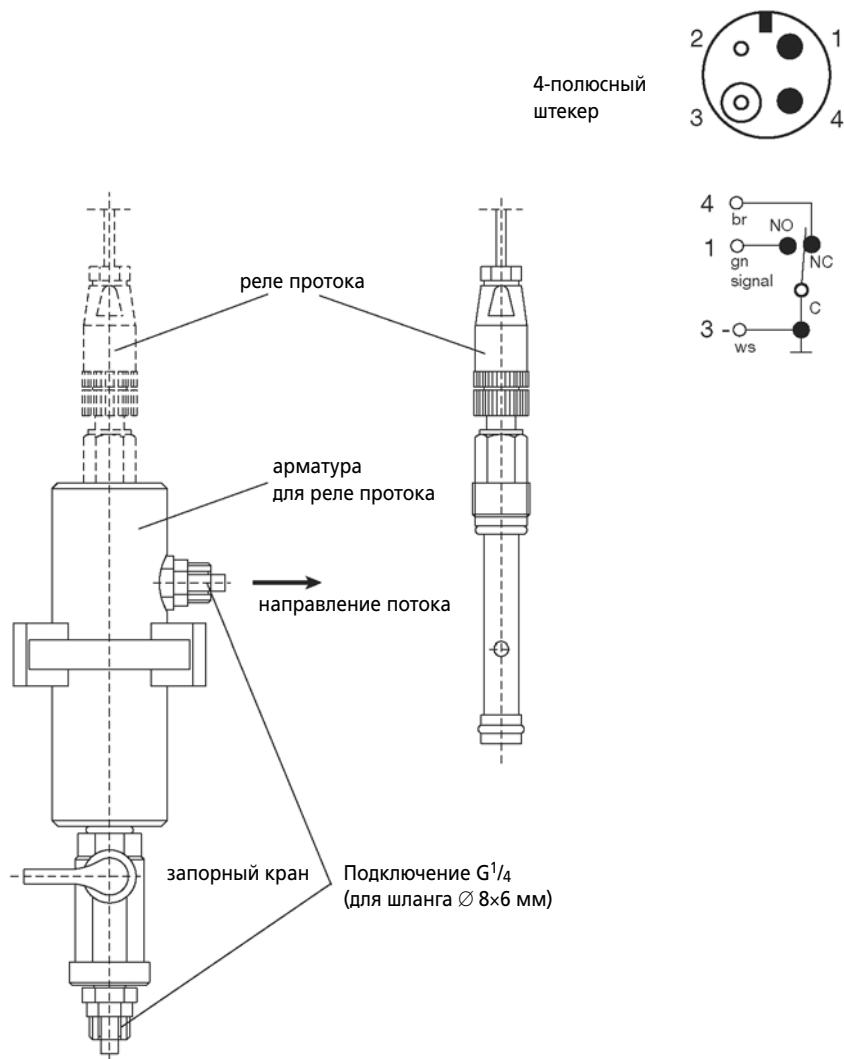 2 1
4-полюсный
штекер
3 4
4
br
NO
1
gn
NC
signal
C
3 -
ws
реле протока
арматура
для реле протока
направление потока
запорный кран
Подключение G1/4
(для шланга ∅ 8×6 мм)